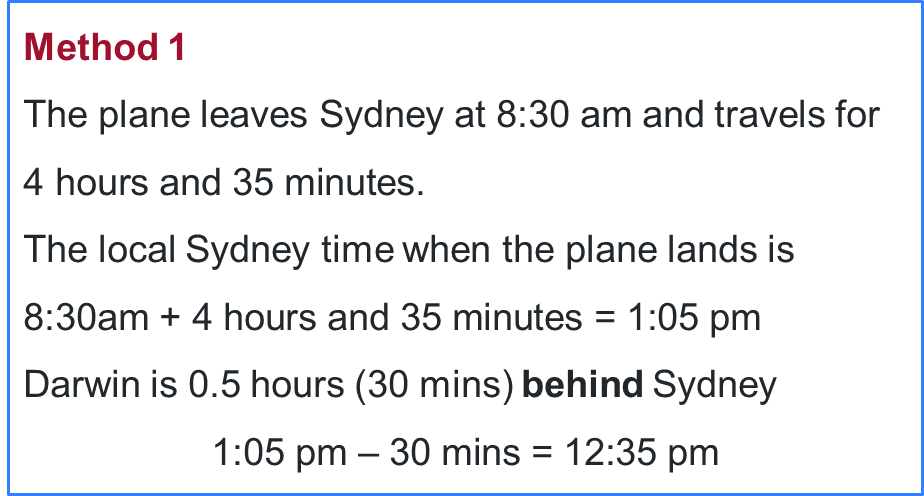 Method 1
The plane leaves Sydney at 8:30 am and travels for
4 hours and 35 minutes.
The local Sydney time when the plane lands is
8:30am + 4 hours and 35 minutes = 1:05 pm
Darwin is 0.5 hours (30 mins) behind Sydney
1:05 pm – 30 mins = 12:35 pm